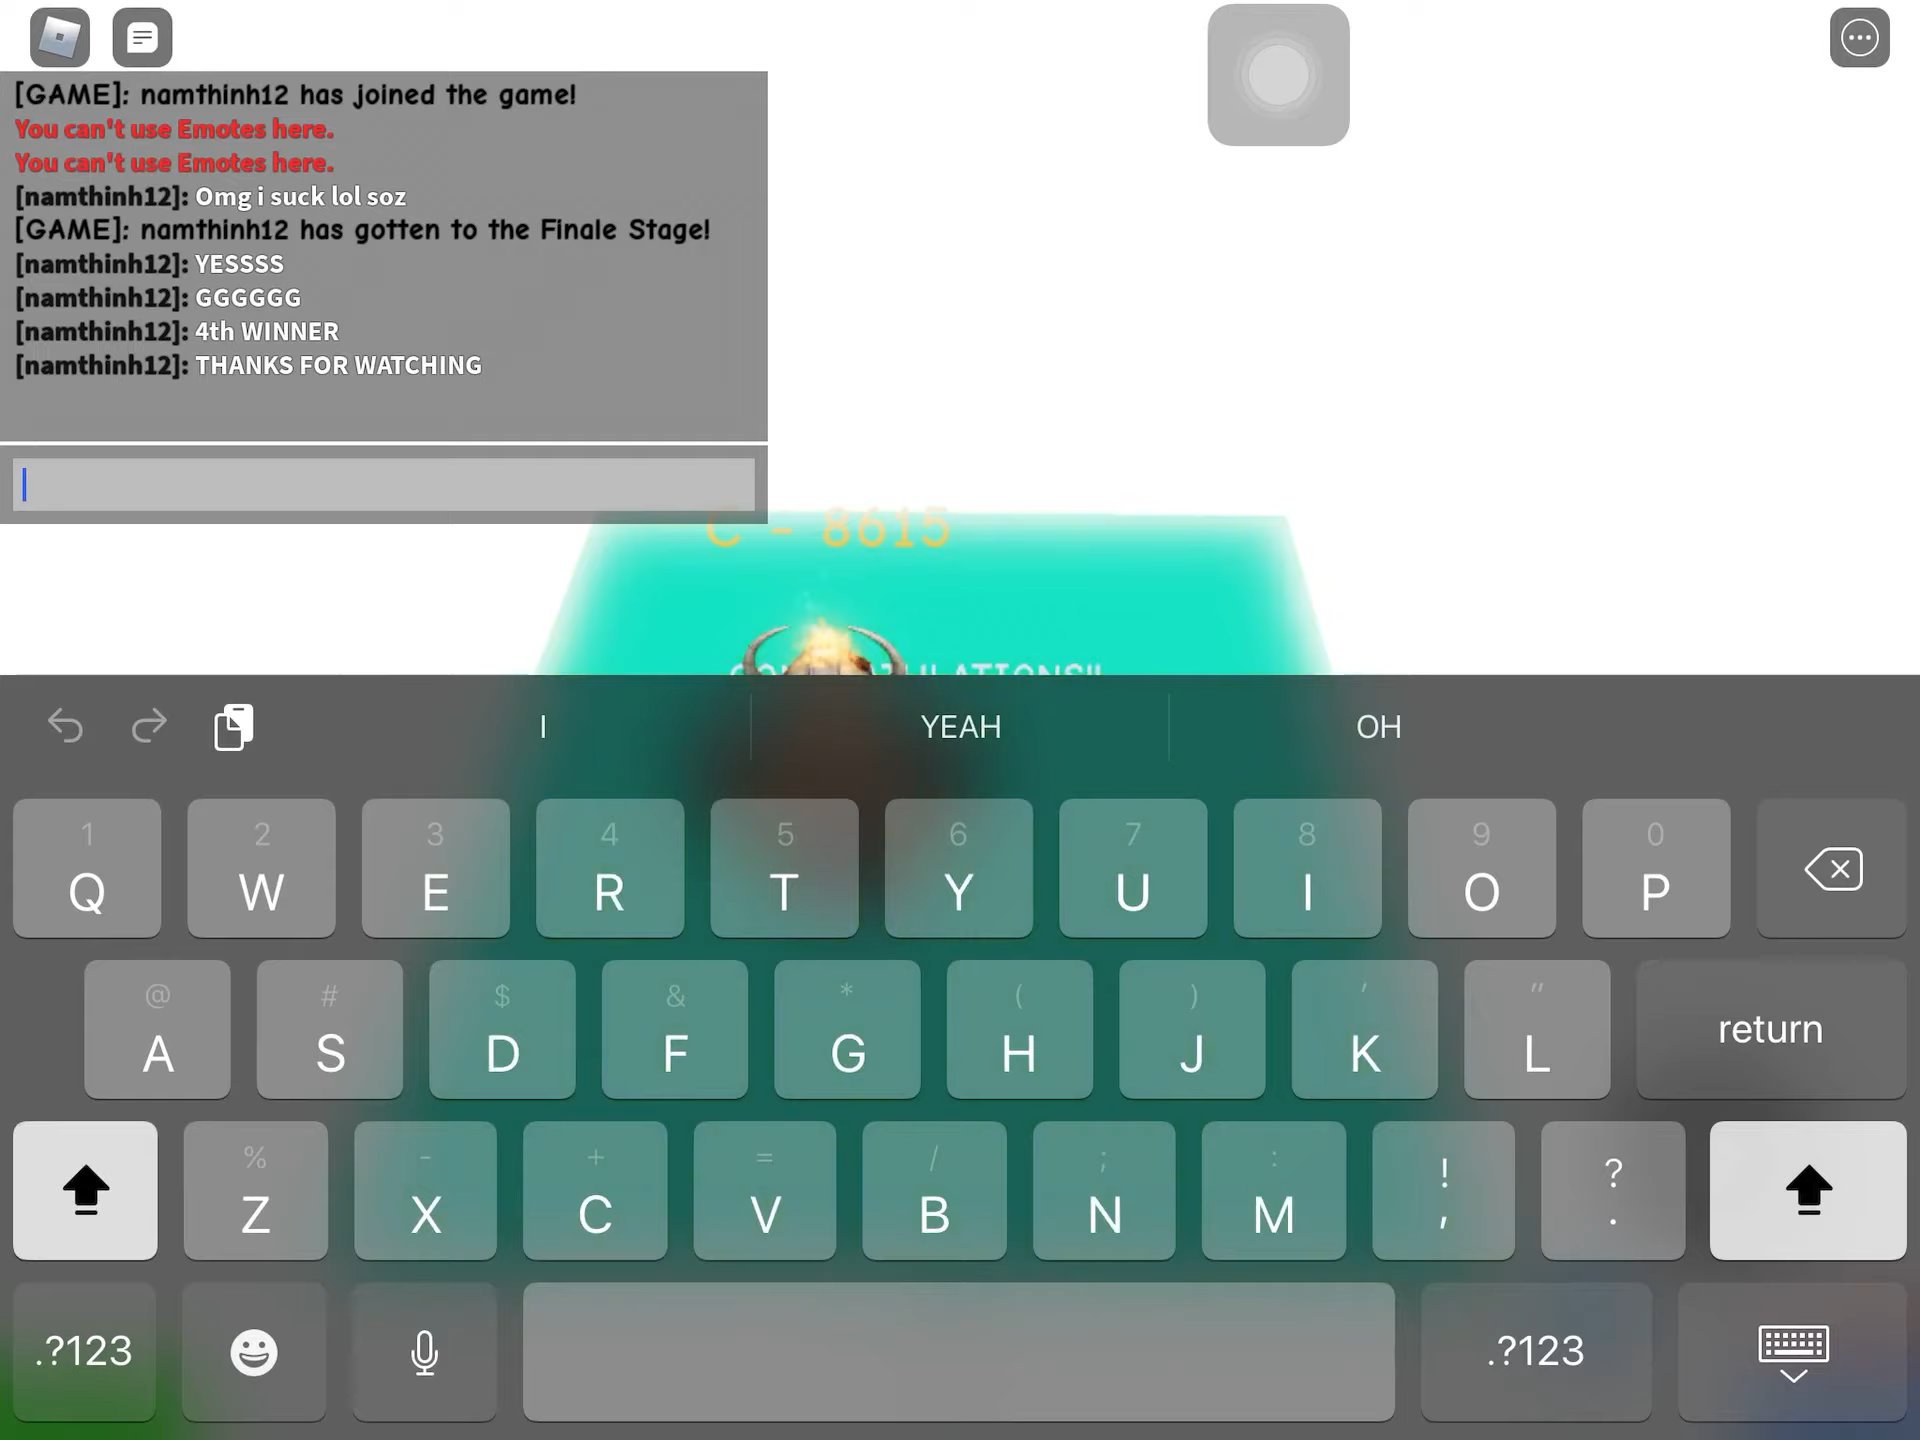 [GAME]: namthinh12 has joined the game!
You can't use Emotes here.
You can't use Emotes here.
[namthinh12]: Omg i suck lol soz
[GAME]: namthinh12 has gotten to the Finale Stage!
[namthinh12]: YESSSS
[namthinh12]: GGGGGG
[namthinh12]: 4th WINNER
[namthinh12]: THANKS FOR WATCHING
C - 8615
I YEAH OH
1 2 3 4 5 6 7 8 9 0
Q W E R T Y U I O P
@ # $ & * ( ) ' "
A S D F G H J K L return
% - + = / ; : ! ?
Z X C V B N M , .
.?123 .?123